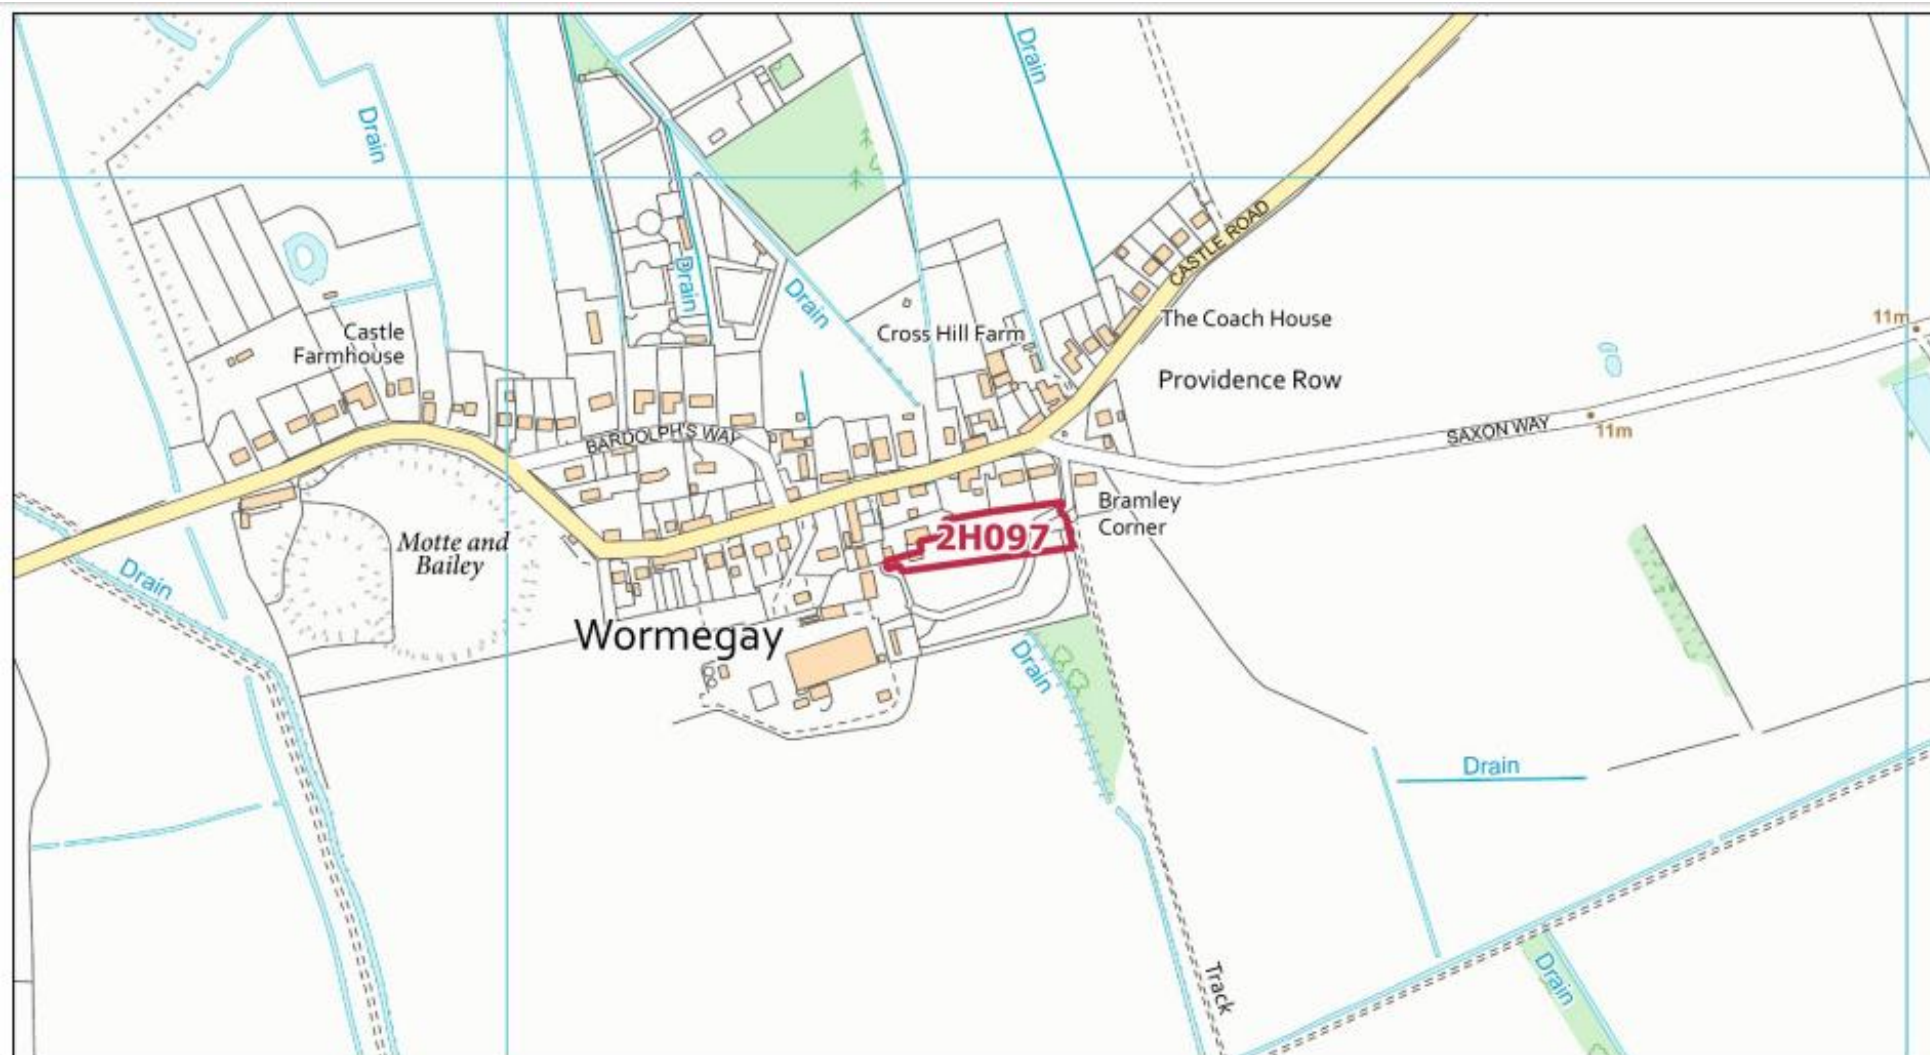 Drain
Drain
CASTLE ROAD
Drain
Drain
The Coach House
11m
Castle
Farmhouse
Cross Hill Farm
Providence Row
BARDOLPH'S WAY
SAXON WAY
11m
Bramley
Corner
2H097
Motte and
Bailey
Drain
Wormegay
Drain
Drain
Track
Drain